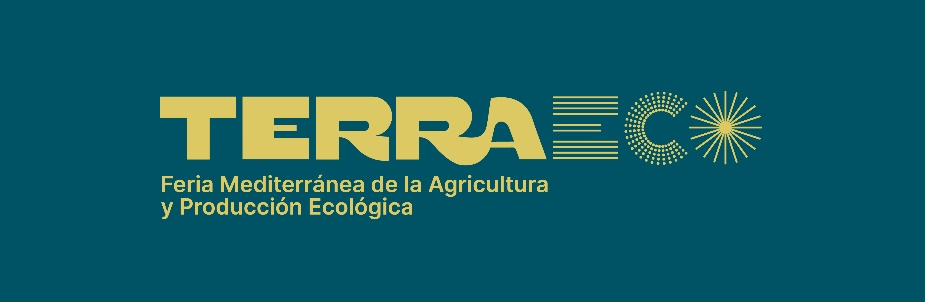 TERRAECO
Feria Mediterránea de la Agricultura
y Producción Ecológica